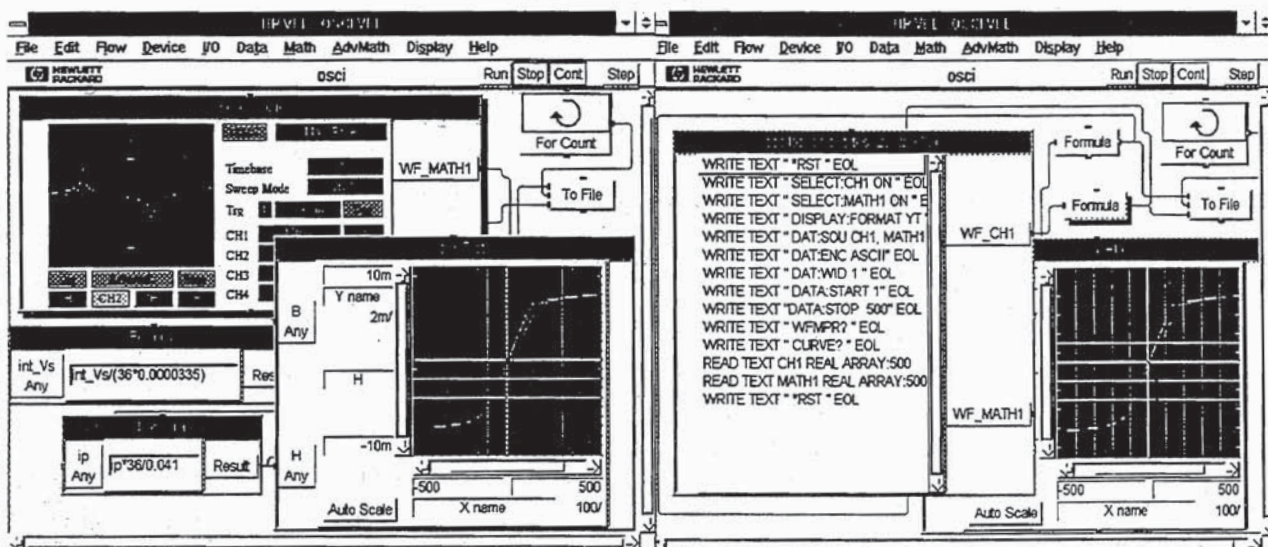 HP VEE OSCI.VEE
File Edit Flow Device I/O Data Math AdvMath Display Help
HEWLETT PACKARD
osci
Run Stop Cont Step
For Count
WF_MATH1
To File
Timebase
Sweep Mode
Trg
CH1
CH2
CH3
CH4
CH2
int_Vs
Any
int_Vs/(36*0.0000335)
Res
ip
Any
ip*36/0.041
Result
B
Any
H
Any
10m
Y name
2m/
H
-10m
Auto Scale
-500 500
X name 100/
File Edit Flow Device I/O Data Math AdvMath Display Help
HEWLETT PACKARD
osci
Run Stop Cont Step
WRITE TEXT " *RST " EOL
WRITE TEXT " SELECT:CH1 ON " EOL
WRITE TEXT " SELECT:MATH1 ON " E
WRITE TEXT " DISPLAY:FORMAT YT "
WRITE TEXT " DAT:SOU CH1, MATH1
WRITE TEXT " DAT:ENC ASCII" EOL
WRITE TEXT " DAT:WID 1 " EOL
WRITE TEXT " DATA:START 1" EOL
WRITE TEXT "DATA:STOP 500" EOL
WRITE TEXT " WFMPR? " EOL
WRITE TEXT " CURVE? " EOL
READ TEXT CH1 REAL ARRAY:500
READ TEXT MATH1 REAL ARRAY:500
WRITE TEXT " *RST " EOL
WF_CH1
WF_MATH1
Formula
Formula
For Count
To File
Auto Scale
-500 500
X name 100/